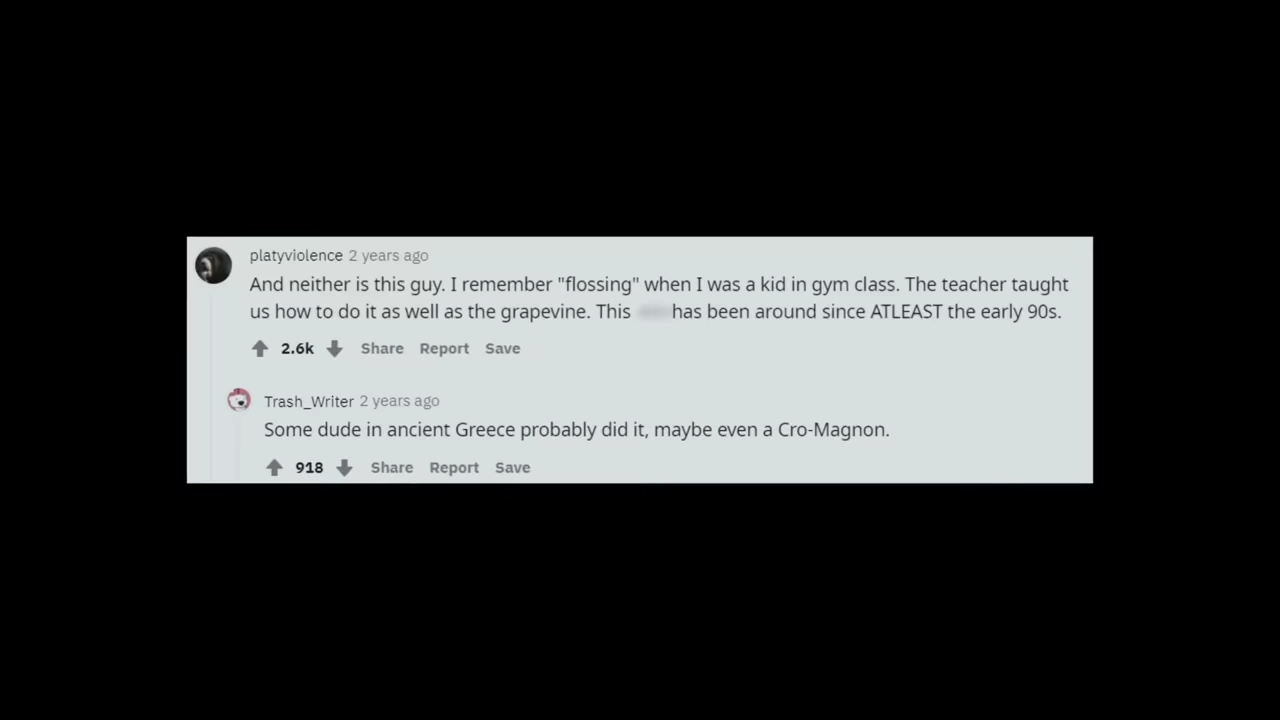 platyviolence 2 years ago
And neither is this guy. I remember "flossing" when I was a kid in gym class. The teacher taught
us how to do it as well as the grapevine. This has been around since ATLEAST the early 90s.
2.6k Share Report Save
Trash_Writer 2 years ago
Some dude in ancient Greece probably did it, maybe even a Cro-Magnon.
918 Share Report Save